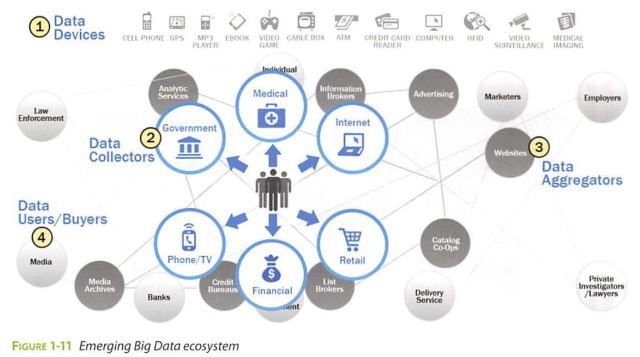 1 Data
Devices
CELL PHONE
GPS
MP3
PLAYER
EBOOK
VIDEO
GAME
CABLE BOX
ATM
CREDIT CARD
READER
COMPUTER
RFID
VIDEO
SURVEILLANCE
MEDICAL
IMAGING
Individual
Law
Enforcement
Analytic
Services
Medical
Information
Brokers
Advertising
Marketers
Employers
2
Data
Collectors
Government
Internet
Websites
3
Data
Aggregators
Data
Users/Buyers
4
Media
Phone/TV
Retail
Catalog
Co-Ops
Media
Archives
Banks
Credit
Bureaus
$
Financial
List
Brokers
Delivery
Service
Private
Investigators
/Lawyers
FIGURE 1-11 Emerging Big Data ecosystem